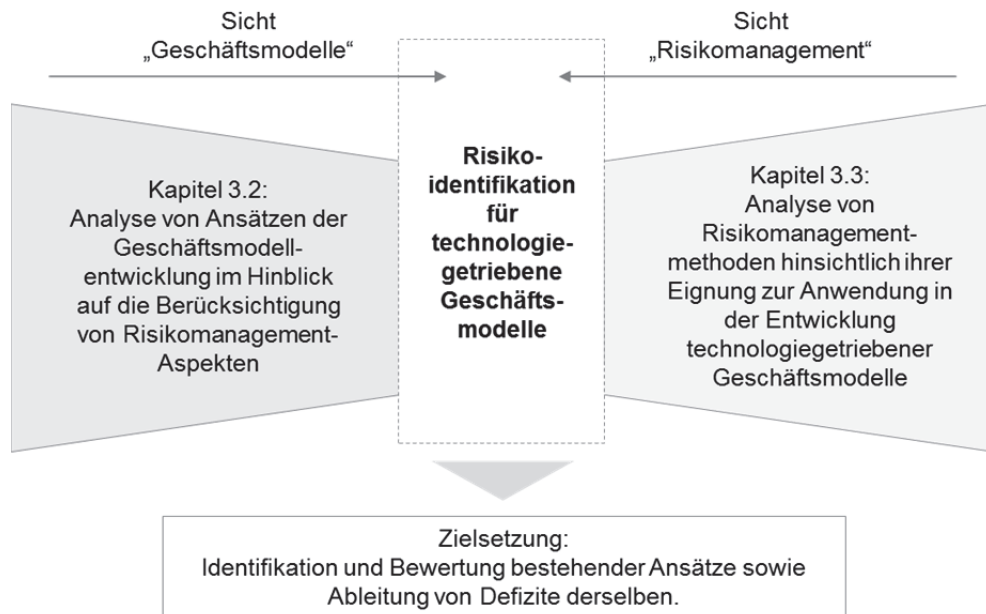 Sicht
„Geschäftsmodelle“
Sicht
„Risikomanagement“
Kapitel 3.2:
Analyse von Ansätzen der
Geschäftsmodell-
entwicklung im Hinblick
auf die Berücksichtigung
von Risikomanagement-
Aspekten
Risiko-
identifikation
für
technologie-
getriebene
Geschäfts-
modelle
Kapitel 3.3:
Analyse von
Risikomanagement-
methoden hinsichtlich ihrer
Eignung zur Anwendung in
der Entwicklung
technologiegetriebener
Geschäftsmodelle
Zielsetzung:
Identifikation und Bewertung bestehender Ansätze sowie
Ableitung von Defizite derselben.